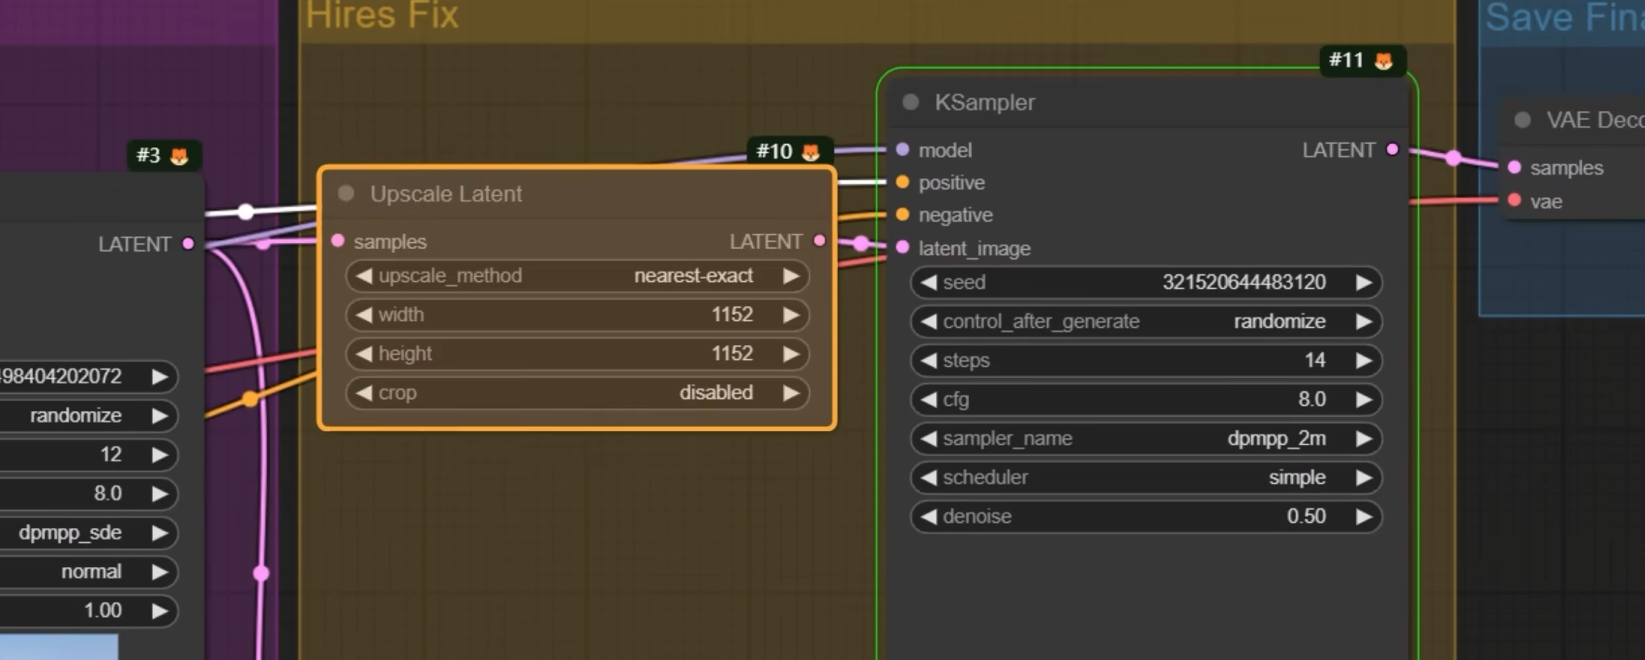 Hires Fix
Save Fin
#3
LATENT
498404202072
randomize
12
8.0
dpmpp_sde
normal
1.00
#10
Upscale Latent
samples
LATENT
upscale_method nearest-exact
width 1152
height 1152
crop disabled
#11
KSampler
model
LATENT
positive
negative
latent_image
seed 321520644483120
control_after_generate randomize
steps 14
cfg 8.0
sampler_name dpmpp_2m
scheduler simple
denoise 0.50
VAE Deco
samples
vae